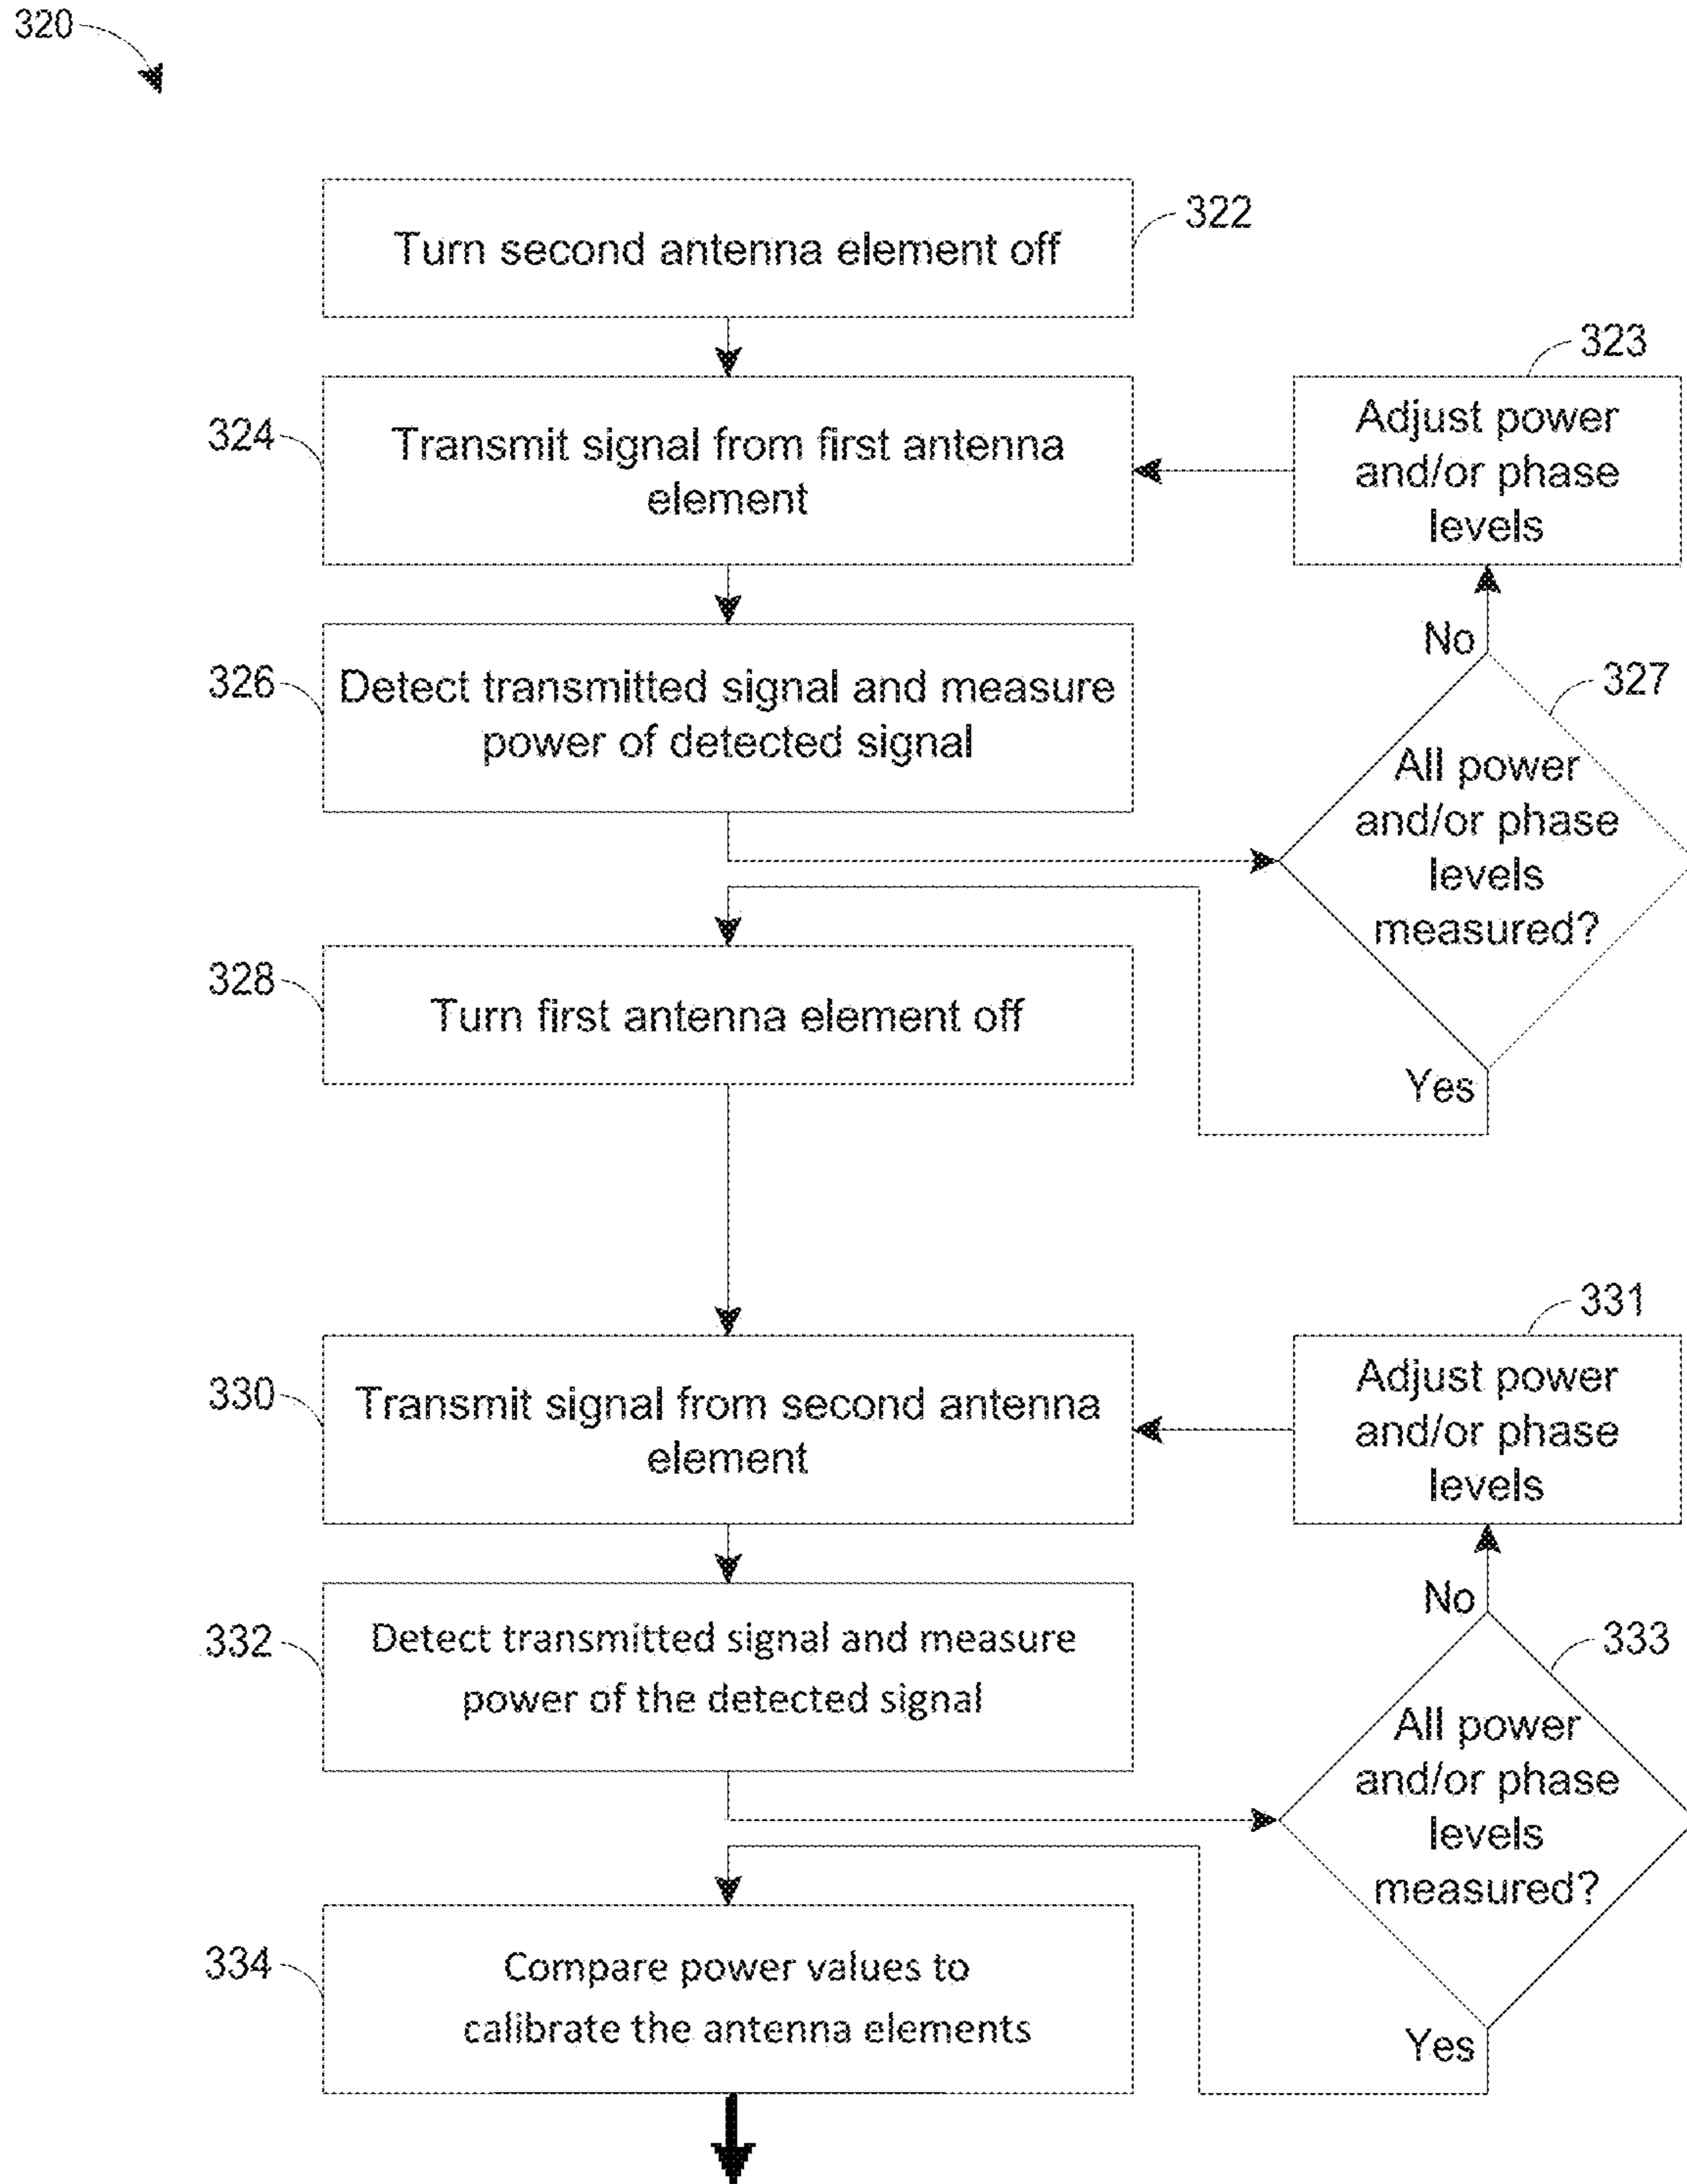 320
322
Turn second antenna element off
323
324
Transmit signal from first antenna
element
Adjust power
and/or phase
levels
No
326
Detect transmitted signal and measure
power of detected signal
327
All power
and/or phase
levels
measured?
328
Turn first antenna element off
Yes
331
330
Transmit signal from second antenna
element
Adjust power
and/or phase
levels
No
332
Detect transmitted signal and measure
power of the detected signal
333
All power
and/or phase
levels
measured?
334
Compare power values to
calibrate the antenna elements
Yes